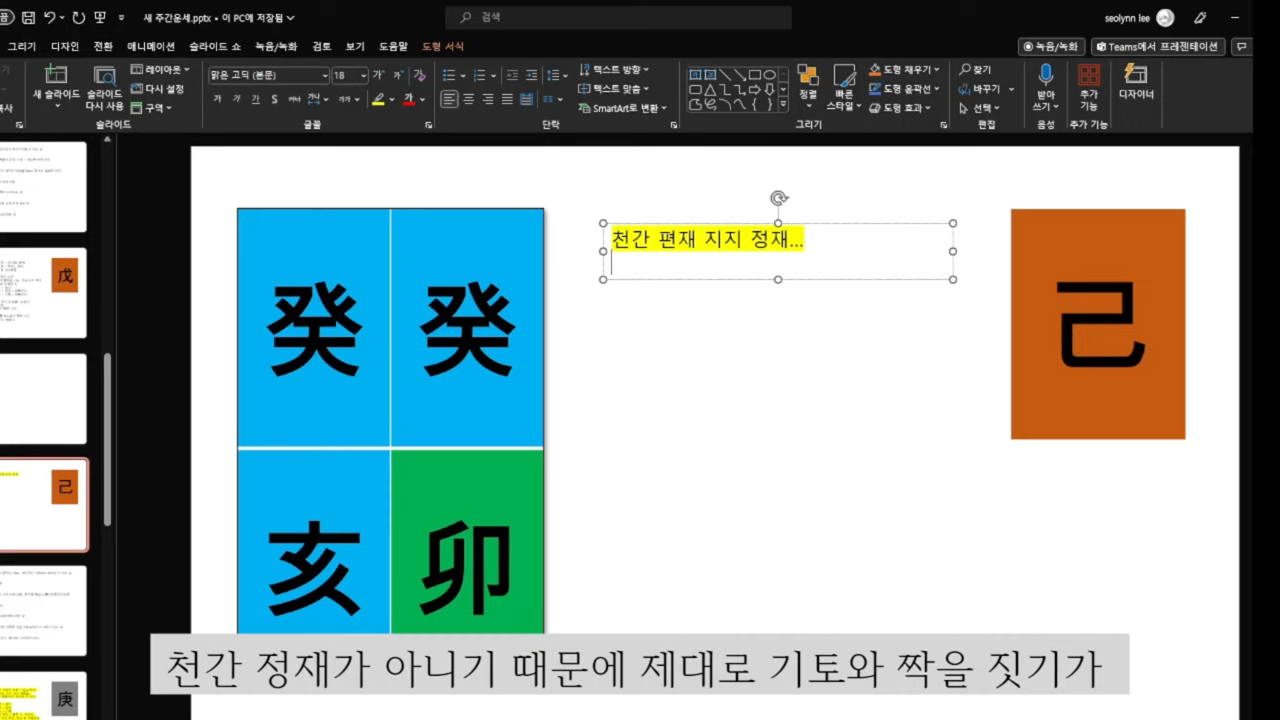 새 주간운세.pptx • 이 PC에 저장됨
검색
seolynn lee
그리기 디자인 전환 애니메이션 슬라이드 쇼 녹음/녹화 검토 보기 도움말 도형 서식
녹음/녹화 Teams에서 프레젠테이션
새 슬라이드
슬라이드 다시 사용
레이아웃
다시 설정
구역
슬라이드
맑은 고딕 (본문) 18
글꼴
텍스트 방향
텍스트 맞춤
SmartArt로 변환
단락
정렬
빠른 스타일
도형 채우기
도형 윤곽선
도형 효과
그리기
찾기
바꾸기
선택
편집
받아쓰기
음성
추가 기능
추가 기능
디자이너
천간 편재 지지 정재...
癸 癸
己
亥 卯
戊
己
庚
천간 정재가 아니기 때문에 제대로 기토와 짝을 짓기가